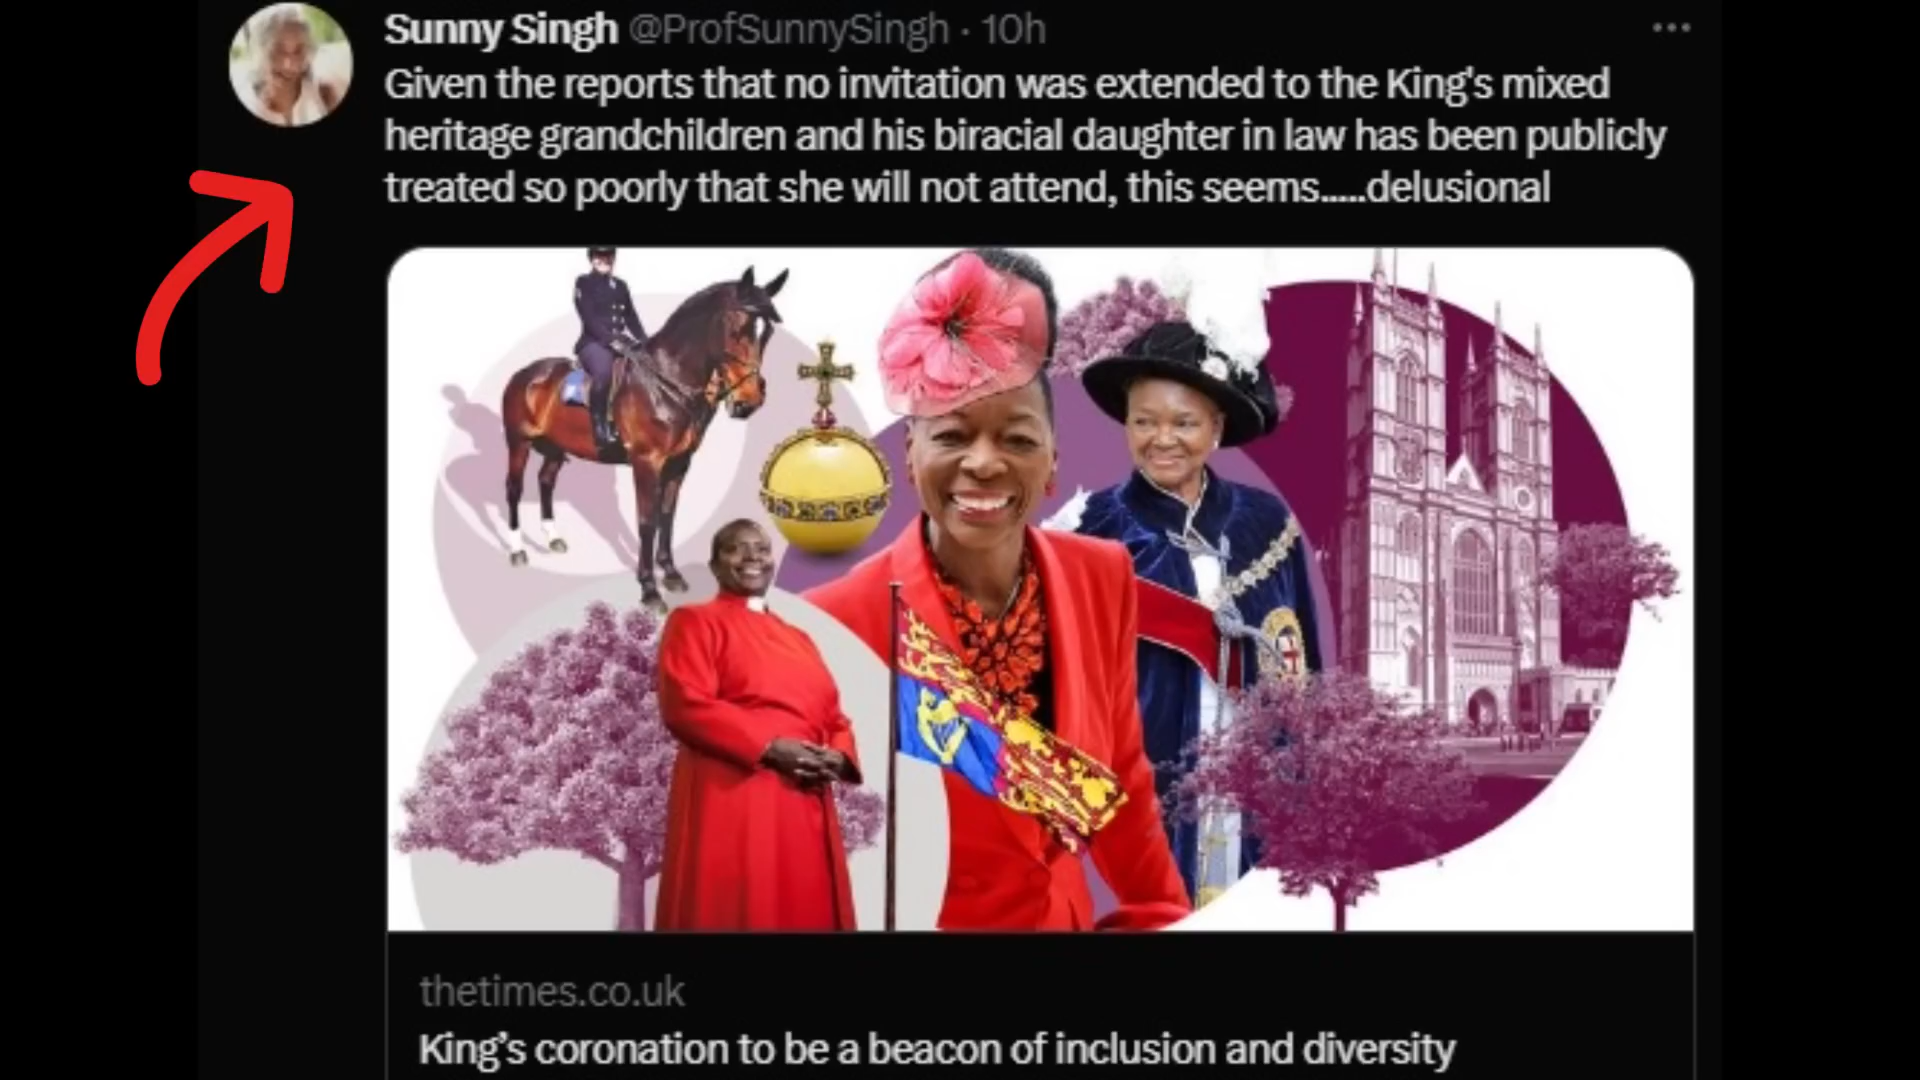 Sunny Singh @ProfSunnySingh · 10h
Given the reports that no invitation was extended to the King's mixed
heritage grandchildren and his biracial daughter in law has been publicly
treated so poorly that she will not attend, this seems.....delusional
thetimes.co.uk
King’s coronation to be a beacon of inclusion and diversity